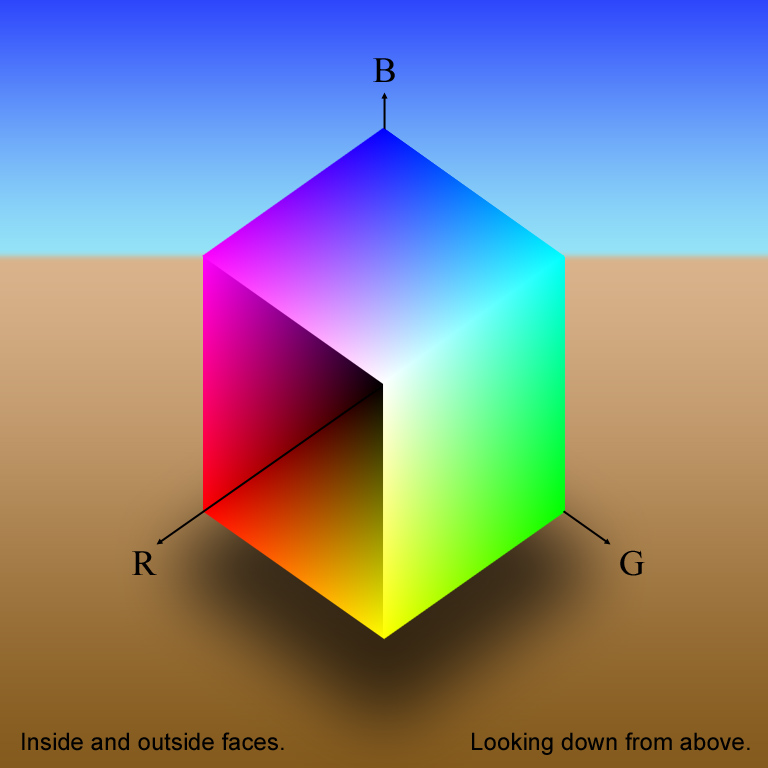 B
R
G
Inside and outside faces.
Looking down from above.